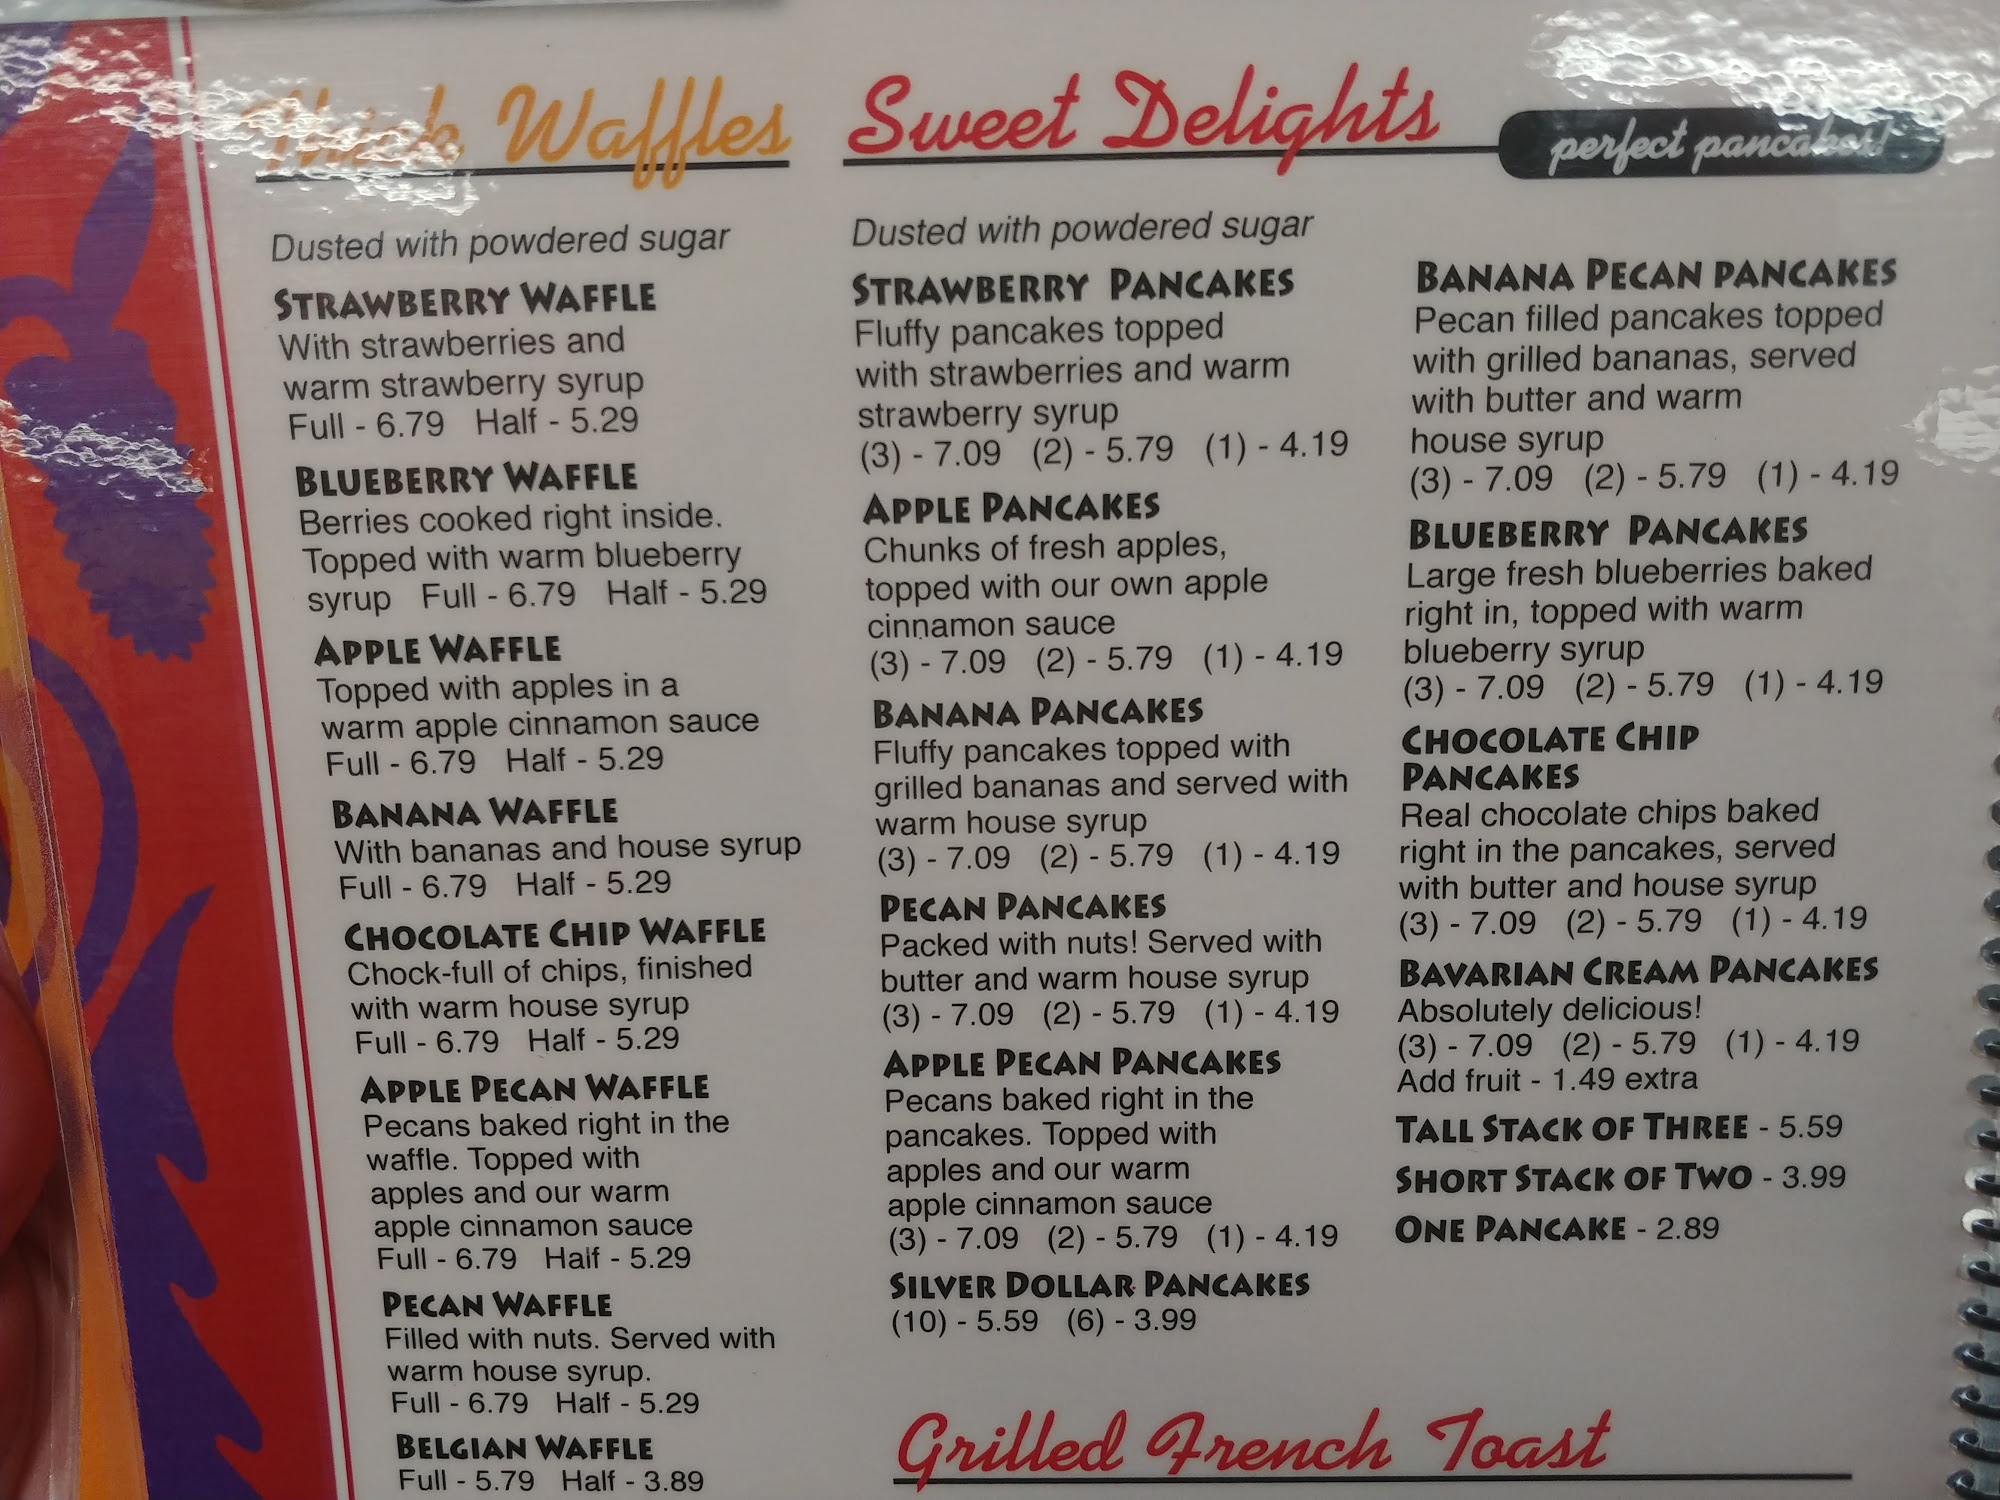 Thick Waffles
Dusted with powdered sugar
STRAWBERRY WAFFLE
With strawberries and
warm strawberry syrup
Full - 6.79 Half - 5.29
BLUEBERRY WAFFLE
Berries cooked right inside.
Topped with warm blueberry
syrup Full - 6.79 Half - 5.29
APPLE WAFFLE
Topped with apples in a
warm apple cinnamon sauce
Full - 6.79 Half - 5.29
BANANA WAFFLE
With bananas and house syrup
Full - 6.79 Half - 5.29
CHOCOLATE CHIP WAFFLE
Chock-full of chips, finished
with warm house syrup
Full - 6.79 Half - 5.29
APPLE PECAN WAFFLE
Pecans baked right in the
waffle. Topped with
apples and our warm
apple cinnamon sauce
Full - 6.79 Half - 5.29
PECAN WAFFLE
Filled with nuts. Served with
warm house syrup.
Full - 6.79 Half - 5.29
BELGIAN WAFFLE
Full - 5.79 Half - 3.89
Sweet Delights
perfect pancakes!
Dusted with powdered sugar
STRAWBERRY PANCAKES
Fluffy pancakes topped
with strawberries and warm
strawberry syrup
(3) - 7.09 (2) - 5.79 (1) - 4.19
APPLE PANCAKES
Chunks of fresh apples,
topped with our own apple
cinnamon sauce
(3) - 7.09 (2) - 5.79 (1) - 4.19
BANANA PANCAKES
Fluffy pancakes topped with
grilled bananas and served with
warm house syrup
(3) - 7.09 (2) - 5.79 (1) - 4.19
PECAN PANCAKES
Packed with nuts! Served with
butter and warm house syrup
(3) - 7.09 (2) - 5.79 (1) - 4.19
APPLE PECAN PANCAKES
Pecans baked right in the
pancakes. Topped with
apples and our warm
apple cinnamon sauce
(3) - 7.09 (2) - 5.79 (1) - 4.19
SILVER DOLLAR PANCAKES
(10) - 5.59 (6) - 3.99
BANANA PECAN PANCAKES
Pecan filled pancakes topped
with grilled bananas, served
with butter and warm
house syrup
(3) - 7.09 (2) - 5.79 (1) - 4.19
BLUEBERRY PANCAKES
Large fresh blueberries baked
right in, topped with warm
blueberry syrup
(3) - 7.09 (2) - 5.79 (1) - 4.19
CHOCOLATE CHIP
PANCAKES
Real chocolate chips baked
right in the pancakes, served
with butter and house syrup
(3) - 7.09 (2) - 5.79 (1) - 4.19
BAVARIAN CREAM PANCAKES
Absolutely delicious!
(3) - 7.09 (2) - 5.79 (1) - 4.19
Add fruit - 1.49 extra
TALL STACK OF THREE - 5.59
SHORT STACK OF TWO - 3.99
ONE PANCAKE - 2.89
Grilled French Toast